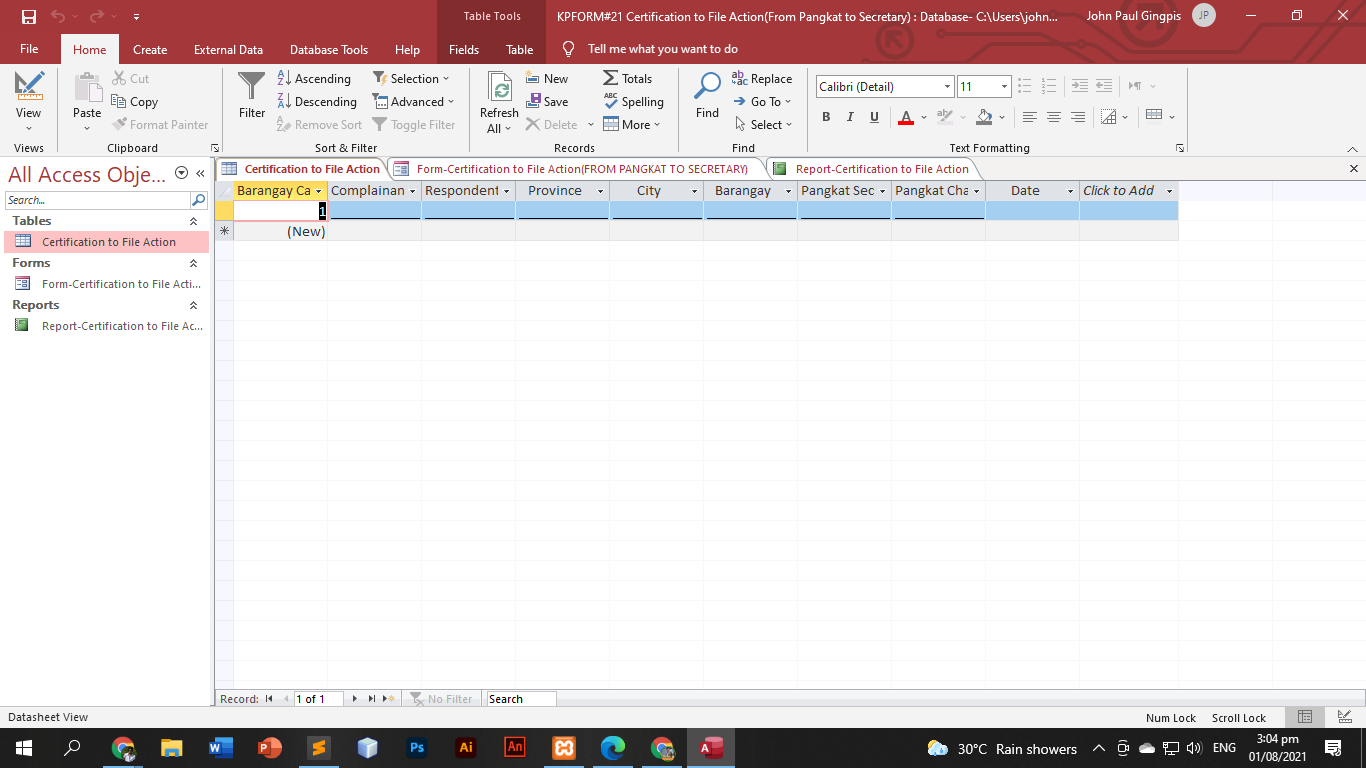 Table Tools
KPFORM#21 Certification to File Action(From Pangkat to Secretary) : Database- C:\Users\john...
John Paul Gingpis
JP
File
Home
Create
External Data
Database Tools
Help
Fields
Table
Tell me what you want to do
View
Views
Paste
Cut
Copy
Format Painter
Clipboard
Filter
Ascending
Descending
Remove Sort
Selection
Advanced
Toggle Filter
Sort & Filter
Refresh
All
New
Save
Delete
Totals
Spelling
More
Records
Find
Replace
Go To
Select
Find
Calibri (Detail)
11
B I U A
Text Formatting
All Access Obje...
Search...
Tables
Certification to File Action
Forms
Form-Certification to File Acti...
Reports
Report-Certification to File Ac...
Certification to File Action
Form-Certification to File Action(FROM PANGKAT TO SECRETARY)
Report-Certification to File Action
Barangay Ca
Complainan
Respondent
Province
City
Barangay
Pangkat Sec
Pangkat Cha
Date
Click to Add
1
(New)
Record:
1 of 1
No Filter
Search
Datasheet View
Num Lock
Scroll Lock
30°C Rain showers
ENG
3:04 pm
01/08/2021